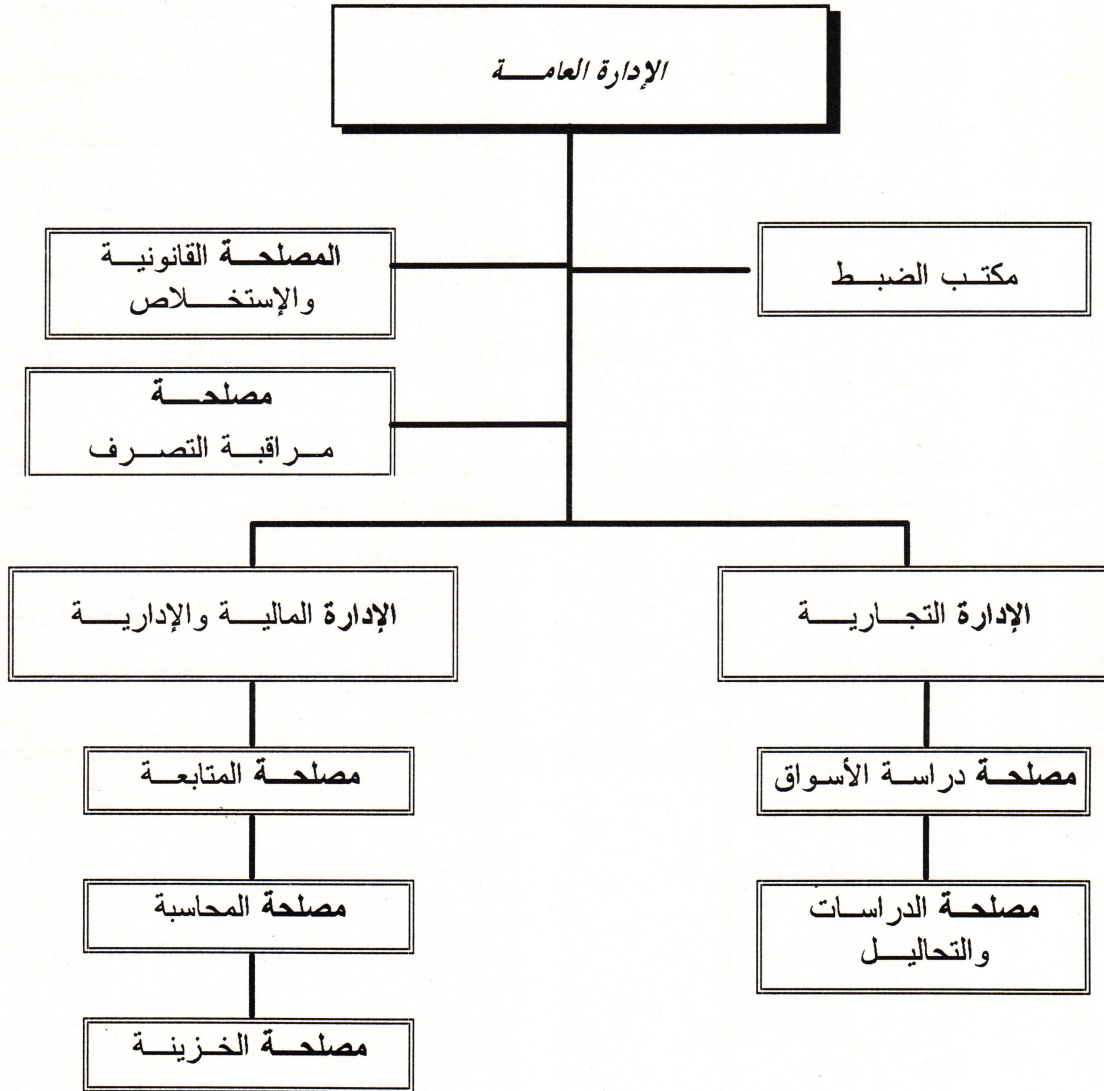 الإدارة العامة
مكتب الضبط
المصلحة القانونية
والإستخلاص
مصلحة
مراقبة التصرف
الإدارة التجارية
الإدارة المالية والإدارية
مصلحة دراسة الأسواق
مصلحة المتابعة
مصلحة الدراسات
والتحاليل
مصلحة المحاسبة
مصلحة الخزينة